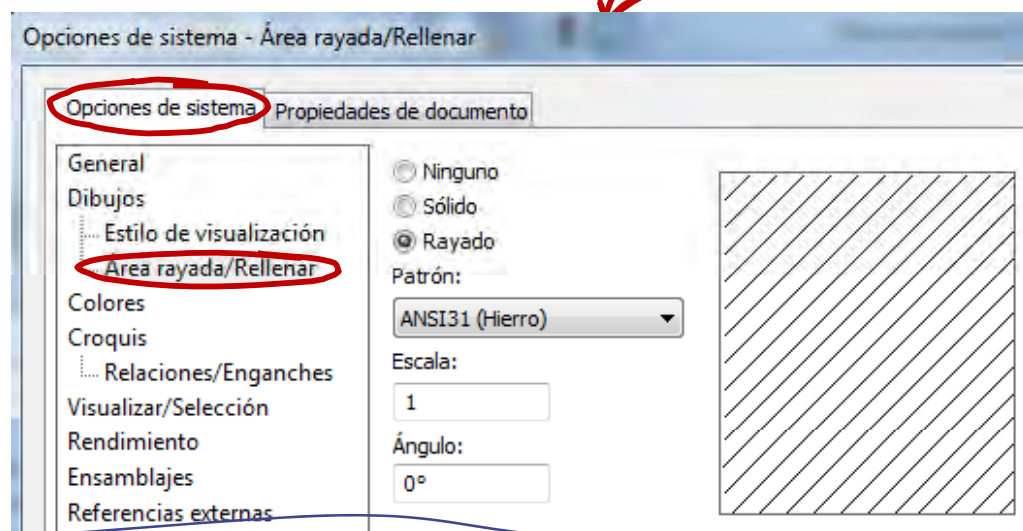 Opciones de sistema - Área rayada/Rellenar
Opciones de sistema Propiedades de documento
General
Dibujos
Estilo de visualización
Área rayada/Rellenar
Colores
Croquis
Relaciones/Enganches
Visualizar/Selección
Rendimiento
Ensamblajes
Referencias externas
Ninguno
Sólido
Rayado
Patrón:
ANSI31 (Hierro)
Escala:
1
Ángulo:
0º